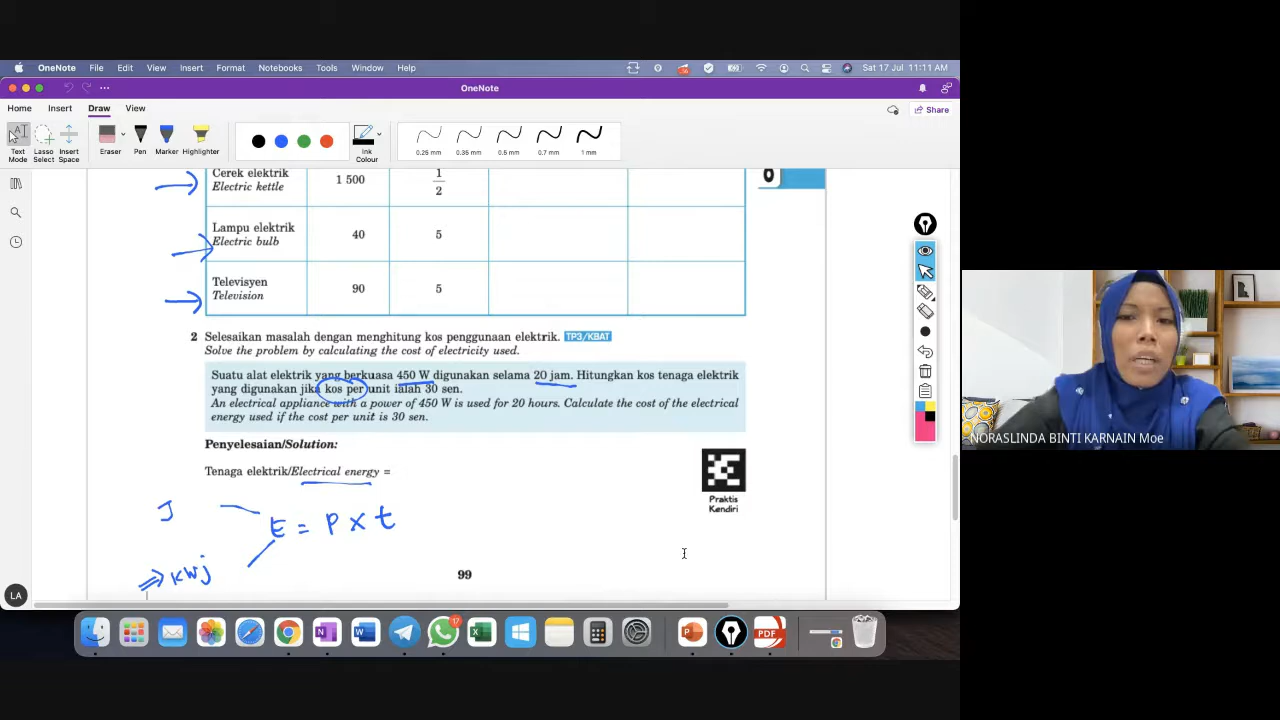 OneNote File Edit View Insert Format Notebooks Tools Window Help Sat 17 Jul 11:11 AM
OneNote
Home Insert Draw View Share
Text Mode Lasso Select Insert Space Eraser Pen Marker Highlighter Ink Colour 0.25 mm 0.35 mm 0.5 mm 0.7 mm 1 mm
Cerek elektrik 1 500 1/2
Electric kettle
Lampu elektrik 40 5
Electric bulb
Televisyen 90 5
Television
2 Selesaikan masalah dengan menghitung kos penggunaan elektrik. TP3/KBAT
Solve the problem by calculating the cost of electricity used.
Suatu alat elektrik yang berkuasa 450 W digunakan selama 20 jam. Hitungkan kos tenaga elektrik
yang digunakan jika kos per unit ialah 30 sen.
An electrical appliance with a power of 450 W is used for 20 hours. Calculate the cost of the electrical
energy used if the cost per unit is 30 sen.
Penyelesaian/Solution:
Tenaga elektrik/Electrical energy =
Praktis
Kendiri
J
E = P × t
⇒ KWj
99
LA
17
PDF
NORASLINDA BINTI KARNAIN Moe